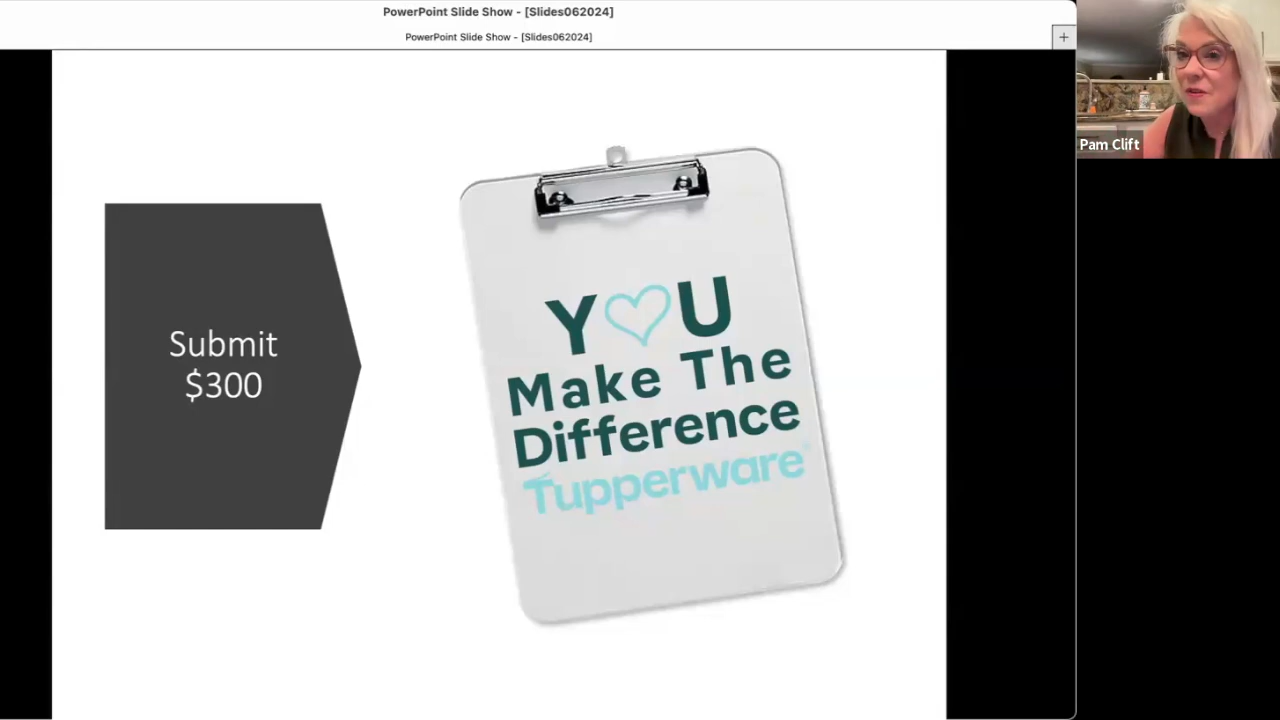 PowerPoint Slide Show - [Slides062024]
PowerPoint Slide Show - [Slides062024]
+
Pam Clift
Submit
$300
Y♡U
Make The
Difference
Tupperware